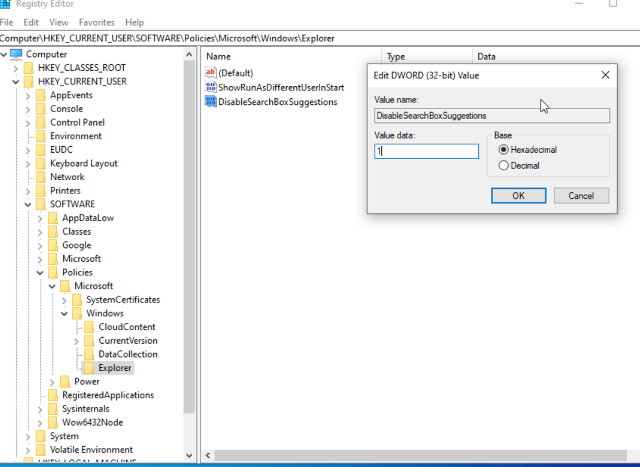 Registry Editor
File Edit View Favorites Help
Computer\HKEY_CURRENT_USER\SOFTWARE\Policies\Microsoft\Windows\Explorer
Computer
HKEY_CLASSES_ROOT
HKEY_CURRENT_USER
AppEvents
Console
Control Panel
Environment
EUDC
Keyboard Layout
Network
Printers
SOFTWARE
AppDataLow
Classes
Google
Microsoft
Policies
Microsoft
SystemCertificates
Windows
CloudContent
CurrentVersion
DataCollection
Explorer
Power
RegisteredApplications
Sysinternals
Wow6432Node
System
Volatile Environment
HKEY_LOCAL_MACHINE
Name Type Data
ab (Default)
ab ShowRunAsDifferentUserInStart
DisableSearchBoxSuggestions
Edit DWORD (32-bit) Value
Value name:
DisableSearchBoxSuggestions
Value data:
1
Base
Hexadecimal
Decimal
OK Cancel